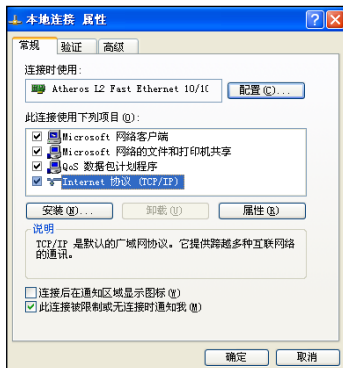 本地连接 属性
常规 验证 高级
连接时使用:
Atheros L2 Fast Ethernet 10/10
配置(C)...
此连接使用下列项目(O):
Microsoft 网络客户端
Microsoft 网络的文件和打印机共享
QoS 数据包计划程序
Internet 协议 (TCP/IP)
安装(N)... 卸载(U) 属性(R)
说明
TCP/IP 是默认的广域网协议。它提供跨越多种互联网络
的通讯。
连接后在通知区域显示图标(W)
此连接被限制或无连接时通知我(M)
确定 取消